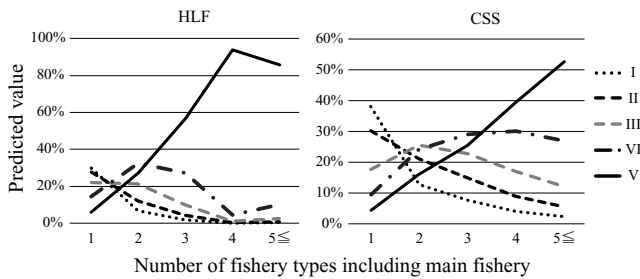 HLF
CSS
Predicted value
100%
80%
60%
40%
20%
0%
1 2 3 4 5≦
60%
50%
40%
30%
20%
10%
0%
1 2 3 4 5≦
I
II
III
VI
V
Number of fishery types including main fishery